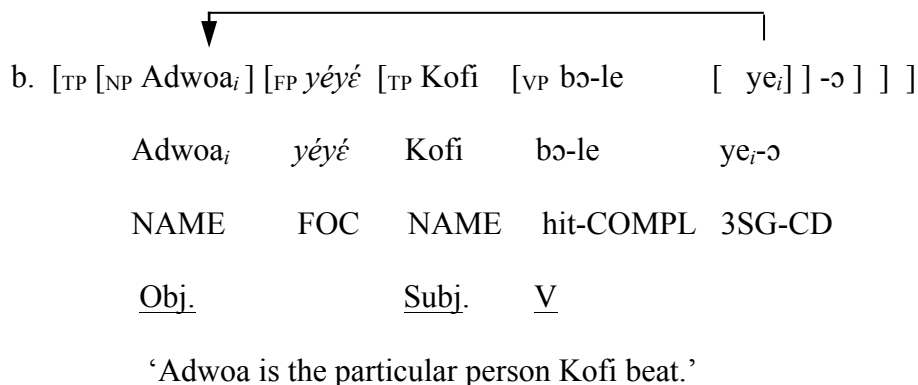 b. [TP [NP Adwoai ] [FP yéyɛ́ [TP Kofi [VP bɔ-le [ yei] ] -ɔ ] ] ]
Adwoai yéyɛ́ Kofi bɔ-le yei-ɔ
NAME FOC NAME hit-COMPL 3SG-CD
Obj. Subj. V
‘Adwoa is the particular person Kofi beat.’